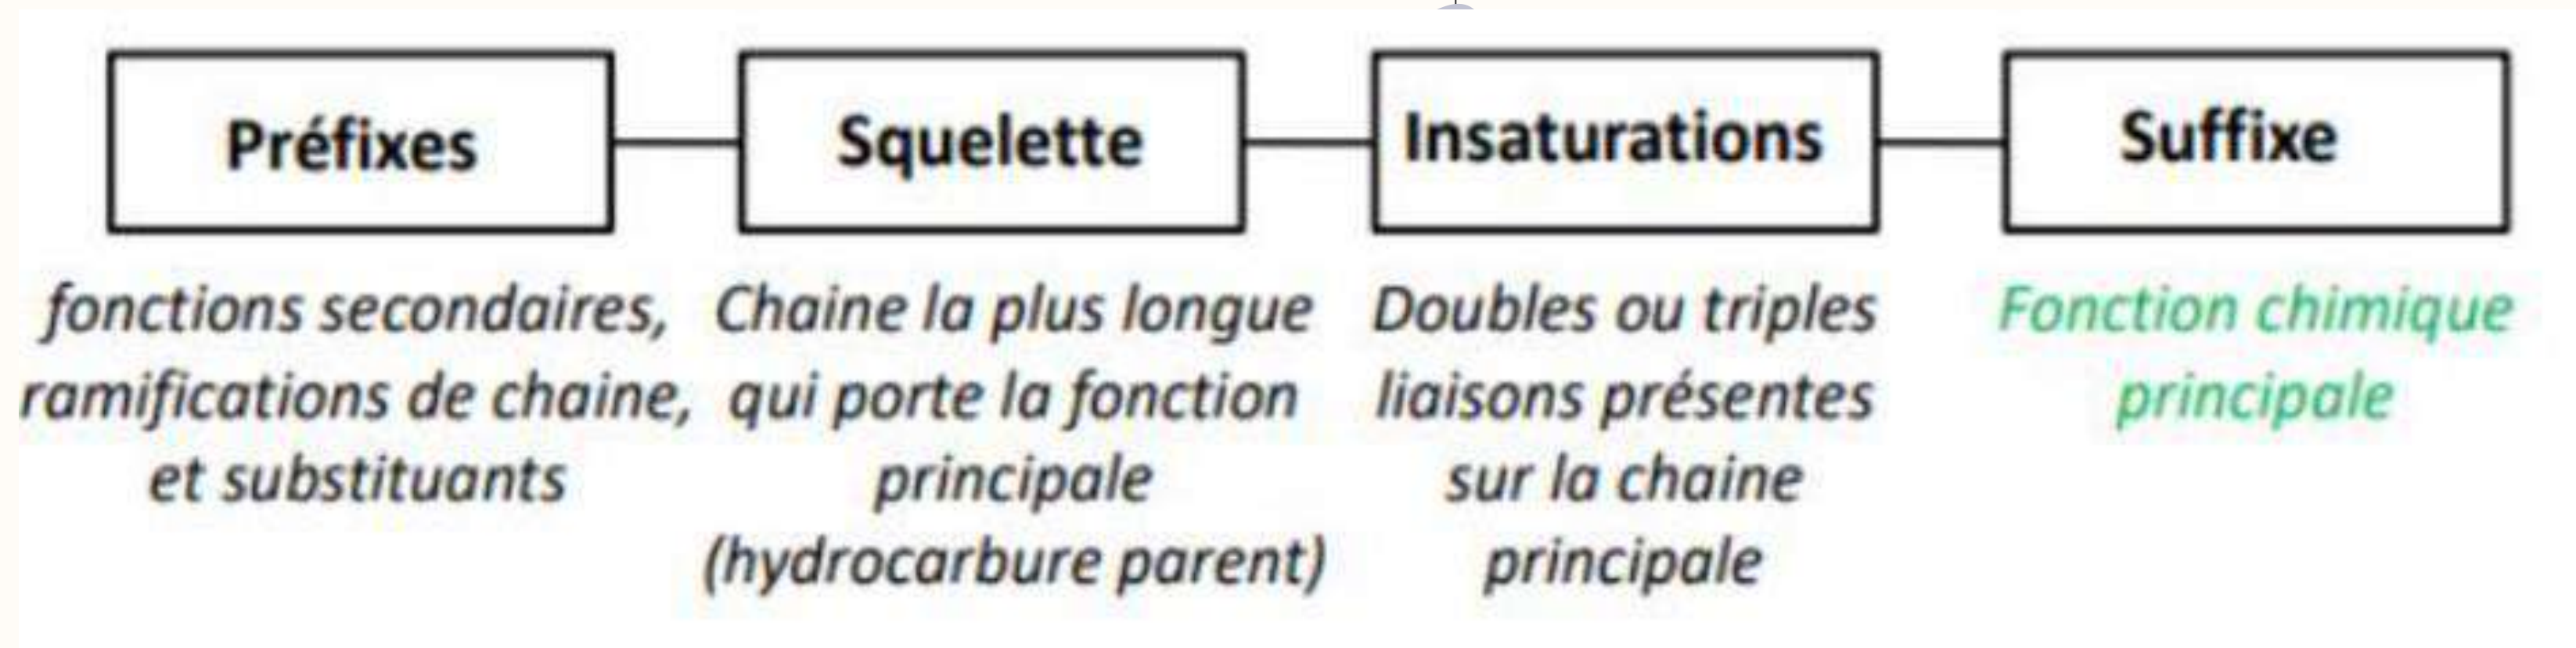 Préfixes
Squelette
Insaturations
Suffixe
fonctions secondaires,
ramifications de chaine,
et substituants
Chaine la plus longue
qui porte la fonction
principale
(hydrocarbure parent)
Doubles ou triples
liaisons présentes
sur la chaine
principale
Fonction chimique
principale